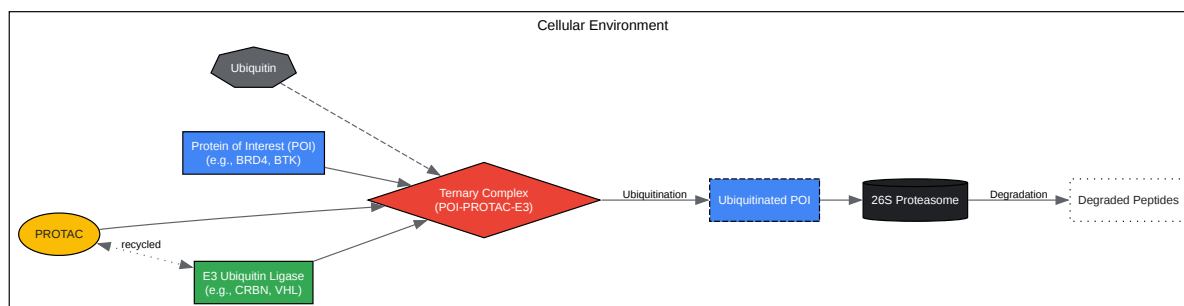 Cellular Environment
Ubiquitin
Protein of Interest (POI)
(e.g., BRD4, BTK)
Ternary Complex
(POI-PROTAC-E3)
Ubiquitination
Ubiquitinated POI
26S Proteasome
Degradation
Degraded Peptides
PROTAC
recycled
E3 Ubiquitin Ligase
(e.g., CRBN, VHL)